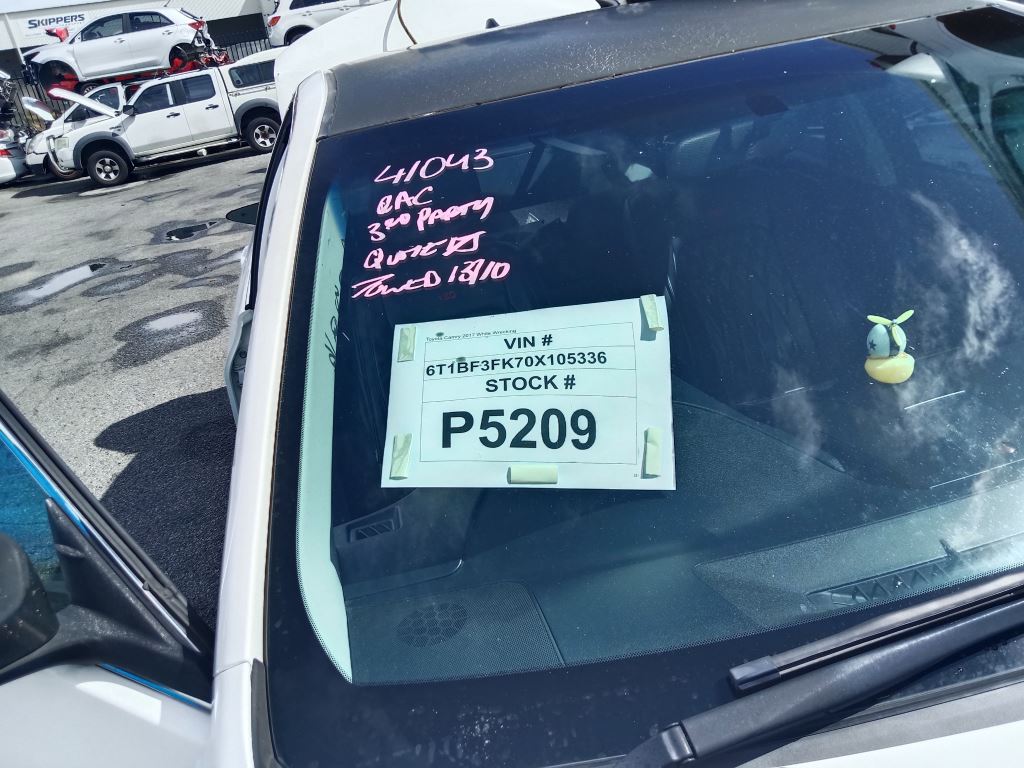 SKIPPERS
41043
RAC
3RD PARTY
QUOTE
TOWED 13/10
Toyota Camry 2017 White Wrecking
VIN #
6T1BF3FK70X105336
STOCK #
P5209